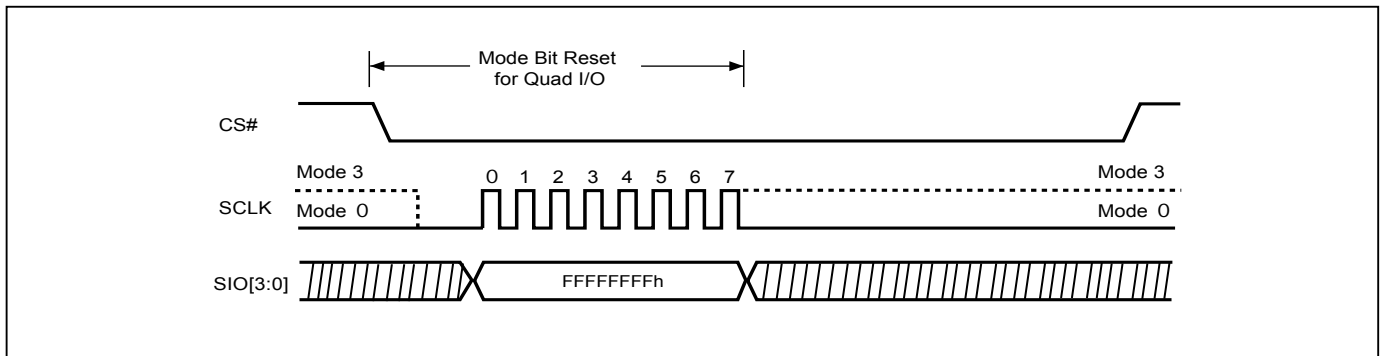 Mode Bit Reset
for Quad I/O
CS#
Mode 3
Mode 3
0 1 2 3 4 5 6 7
SCLK
Mode 0
Mode 0
SIO[3:0]
FFFFFFFFh